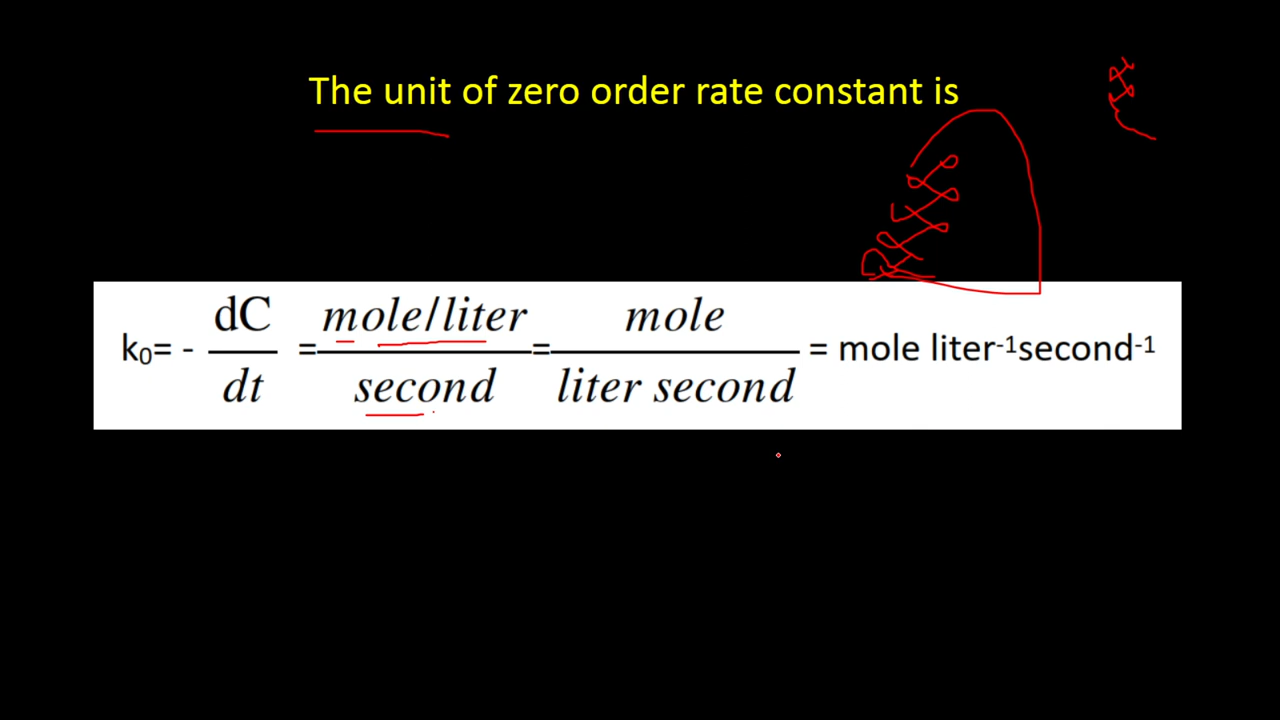 The unit of zero order rate constant is
k₀= - dC/dt = mole/liter/second = mole/liter second = mole liter⁻¹second⁻¹